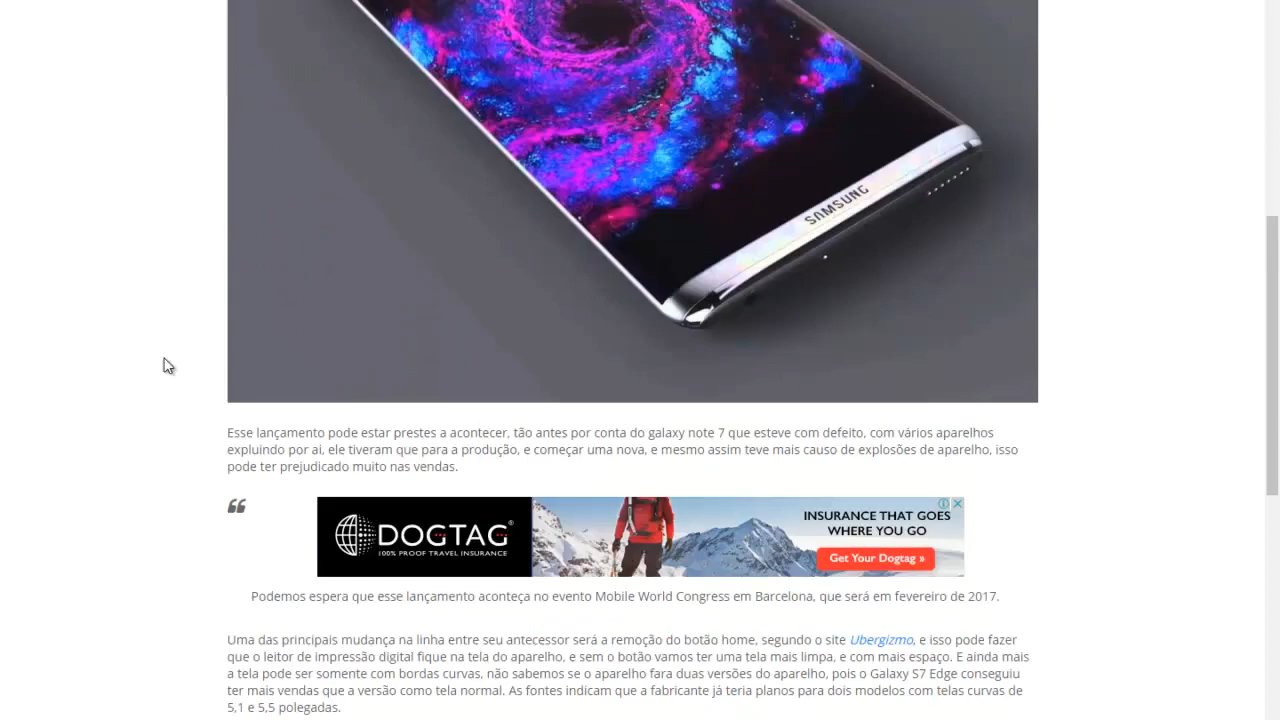 SAMSUNG
Esse lançamento pode estar prestes a acontecer, tão antes por conta do galaxy note 7 que esteve com defeito, com vários aparelhos
expluindo por ai, ele tiveram que para a produção, e começar uma nova, e mesmo assim teve mais causo de explosões de aparelho, isso
pode ter prejudicado muito nas vendas.
DOGTAG®
100% PROOF TRAVEL INSURANCE
INSURANCE THAT GOES
WHERE YOU GO
Get Your Dogtag »
Podemos espera que esse lançamento aconteça no evento Mobile World Congress em Barcelona, que será em fevereiro de 2017.
Uma das principais mudança na linha entre seu antecessor será a remoção do botão home, segundo o site Ubergizmo, e isso pode fazer
que o leitor de impressão digital fique na tela do aparelho, e sem o botão vamos ter uma tela mais limpa, e com mais espaço. E ainda mais
a tela pode ser somente com bordas curvas, não sabemos se o aparelho fara duas versões do aparelho, pois o Galaxy S7 Edge conseguiu
ter mais vendas que a versão como tela normal. As fontes indicam que a fabricante já teria planos para dois modelos com telas curvas de
5,1 e 5,5 polegadas.